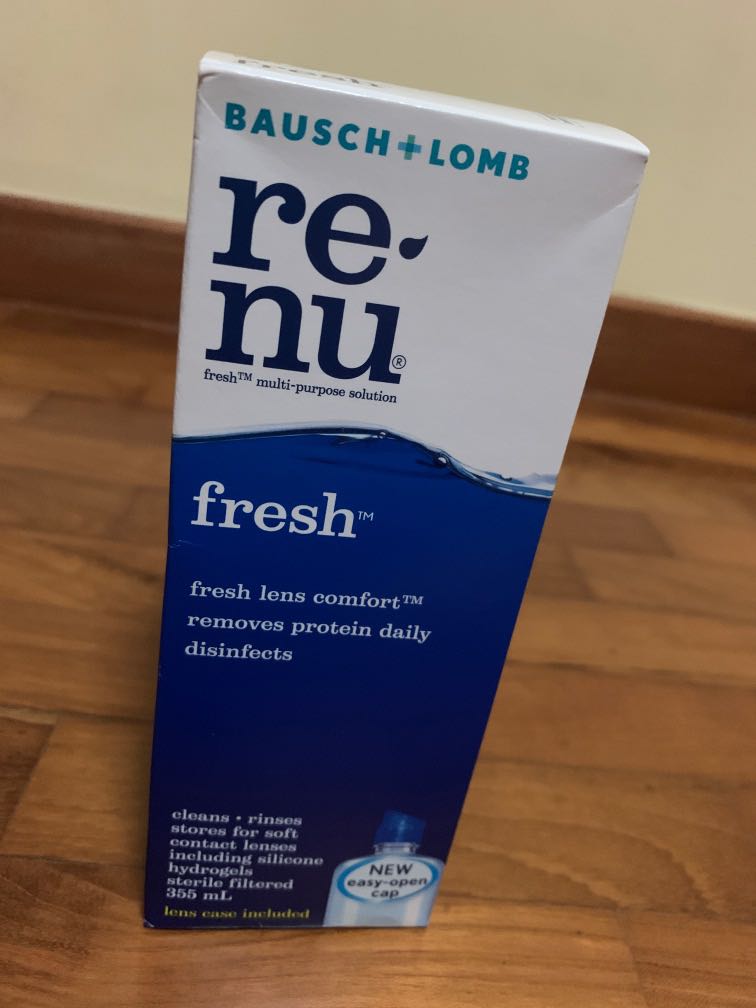 fresh
BAUSCH + LOMB
re
nu®
fresh™ multi-purpose solution
fresh™
fresh lens comfort™
removes protein daily
disinfects
cleans • rinses
stores for soft
contact lenses
including silicone
hydrogels
sterile filtered
355 mL
lens case included
NEW
easy-open
cap